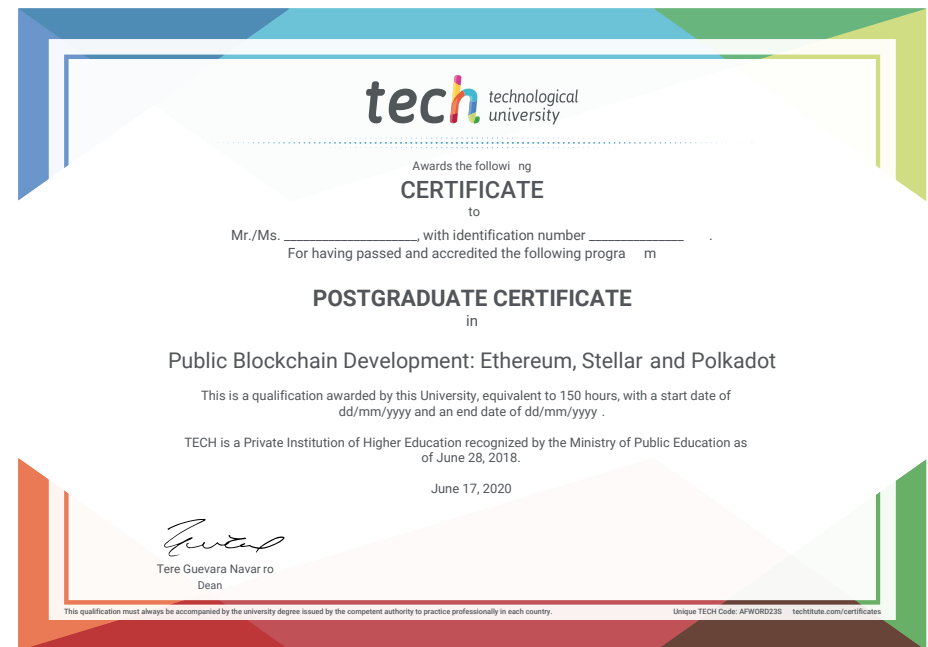 tech technological
university
Awards the followi ng
CERTIFICATE
to
Mr./Ms. ____________________, with identification number ______________ .
For having passed and accredited the following progra m
POSTGRADUATE CERTIFICATE
in
Public Blockchain Development: Ethereum, Stellar and Polkadot
This is a qualification awarded by this University, equivalent to 150 hours, with a start date of
dd/mm/yyyy and an end date of dd/mm/yyyy .
TECH is a Private Institution of Higher Education recognized by the Ministry of Public Education as
of June 28, 2018.
June 17, 2020
Tere Guevara Navar ro
Dean
This qualification must always be accompanied by the university degree issued by the competent authority to practice professionally in each country.
Unique TECH Code: AFWORD23S techtitute.com/certificates